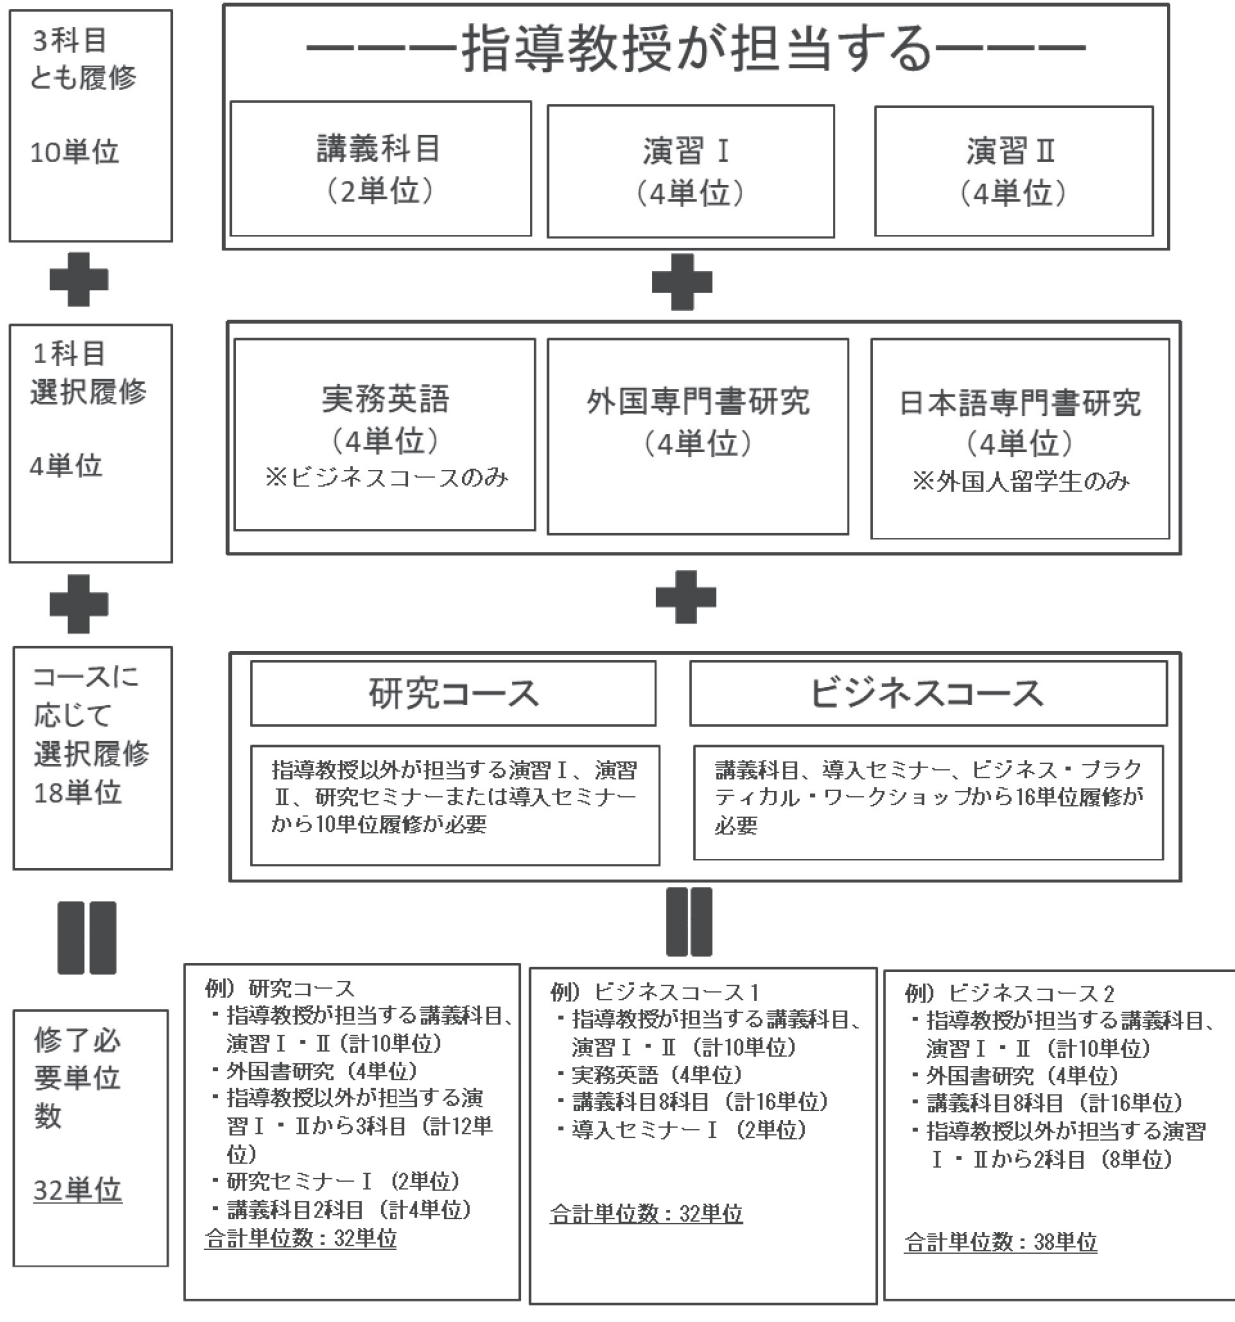 3科目
とも履修
10単位
ーーー指導教授が担当するーーー
講義科目
（2単位）
演習Ⅰ
（4単位）
演習Ⅱ
（4単位）
1科目
選択履修
4単位
実務英語
（4単位）
※ビジネスコースのみ
外国専門書研究
（4単位）
日本語専門書研究
（4単位）
※外国人留学生のみ
コースに
応じて
選択履修
18単位
研究コース
指導教授以外が担当する演習Ⅰ、演習
Ⅱ、研究セミナーまたは導入セミナー
から10単位履修が必要
ビジネスコース
講義科目、導入セミナー、ビジネス・プラク
ティカル・ワークショップから16単位履修が
必要
修了必
要単位
数
32単位
例）研究コース
・指導教授が担当する講義科目、
演習Ⅰ・Ⅱ（計10単位）
・外国書研究（4単位）
・指導教授以外が担当する演
習Ⅰ・Ⅱから3科目（計12単
位）
・研究セミナーⅠ（2単位）
・講義科目2科目（計4単位）
合計単位数：32単位
例）ビジネスコース1
・指導教授が担当する講義科目、
演習Ⅰ・Ⅱ（計10単位）
・実務英語（4単位）
・講義科目8科目（計16単位）
・導入セミナーⅠ（2単位）
合計単位数：32単位
例）ビジネスコース2
・指導教授が担当する講義科目、
演習Ⅰ・Ⅱ（計10単位）
・外国書研究（4単位）
・講義科目8科目（計16単位）
・指導教授以外が担当する演習
Ⅰ・Ⅱから2科目（8単位）
合計単位数：38単位